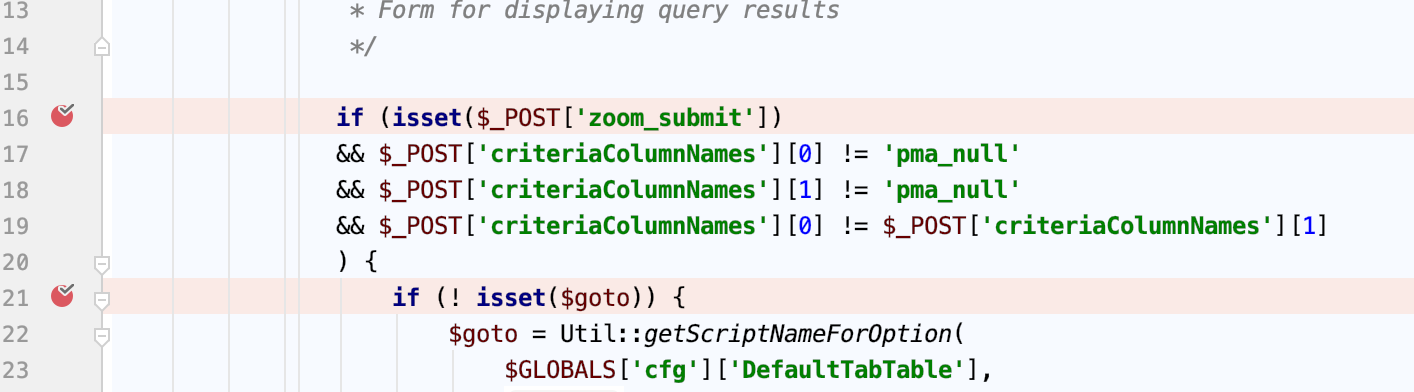 13 * Form for displaying query results
14 */
15
16 if (isset($_POST['zoom_submit'])
17 && $_POST['criteriaColumnNames'][0] != 'pma_null'
18 && $_POST['criteriaColumnNames'][1] != 'pma_null'
19 && $_POST['criteriaColumnNames'][0] != $_POST['criteriaColumnNames'][1]
20 ) {
21 if (! isset($goto)) {
22 $goto = Util::getScriptNameForOption(
23 $GLOBALS['cfg']['DefaultTabTable'],